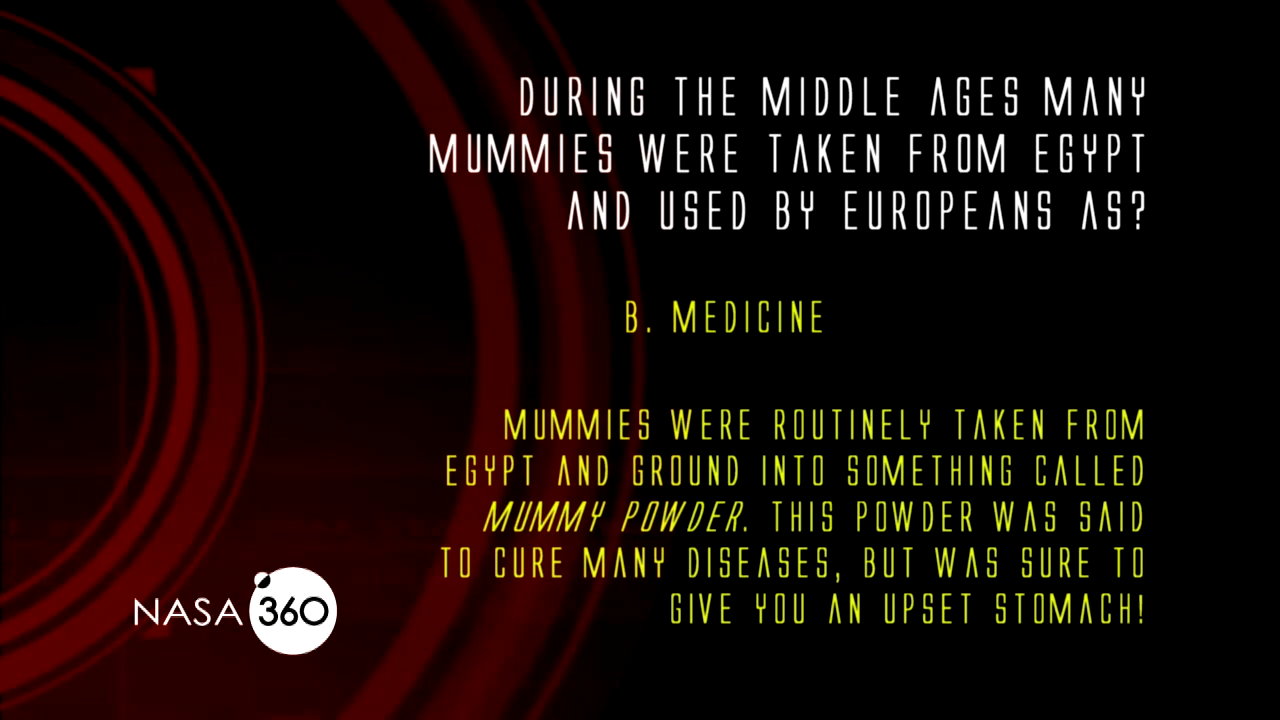 DURING THE MIDDLE AGES MANY
MUMMIES WERE TAKEN FROM EGYPT
AND USED BY EUROPEANS AS?
B. MEDICINE
MUMMIES WERE ROUTINELY TAKEN FROM
EGYPT AND GROUND INTO SOMETHING CALLED
MUMMY POWDER. THIS POWDER WAS SAID
TO CURE MANY DISEASES, BUT WAS SURE TO
GIVE YOU AN UPSET STOMACH!
NASA 360